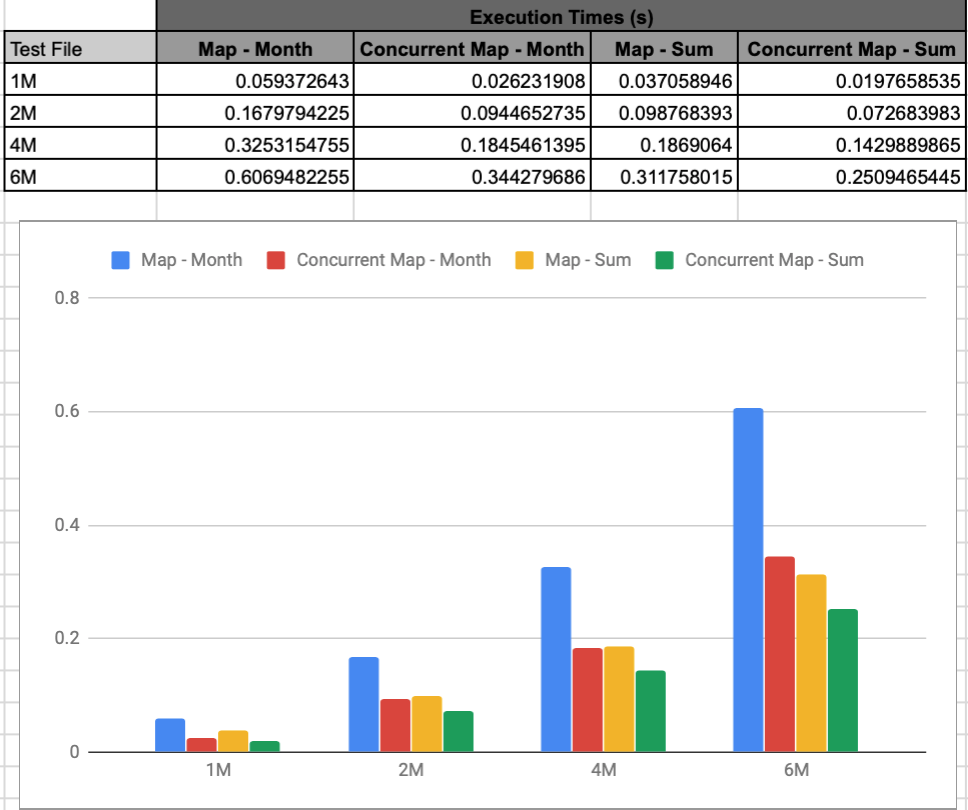 Execution Times (s)
Test File Map - Month Concurrent Map - Month Map - Sum Concurrent Map - Sum
1M 0.059372643 0.026231908 0.037058946 0.0197658535
2M 0.1679794225 0.0944652735 0.098768393 0.072683983
4M 0.3253154755 0.1845461395 0.1869064 0.1429889865
6M 0.6069482255 0.344279686 0.311758015 0.2509465445
Map - Month Concurrent Map - Month Map - Sum Concurrent Map - Sum
0.8
0.6
0.4
0.2
0
1M 2M 4M 6M